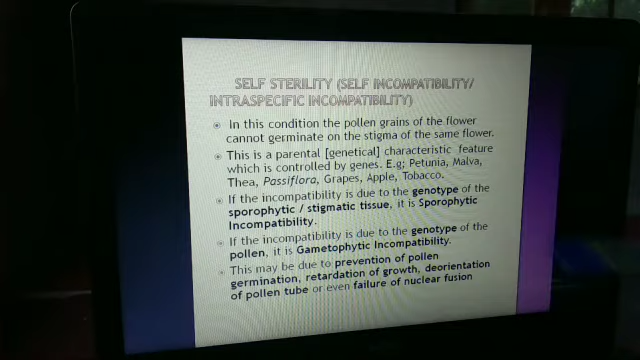 SELF STERILITY (SELF INCOMPATIBILITY/
INTRASPECIFIC INCOMPATIBILITY)
In this condition the pollen grains of the flower
cannot germinate on the stigma of the same flower.
This is a parental [genetical] characteristic feature
which is controlled by genes. E.g; Petunia, Malva,
Thea, Passiflora, Grapes, Apple, Tobacco.
If the incompatibility is due to the genotype of the
sporophytic / stigmatic tissue, it is Sporophytic
Incompatibility.
If the incompatibility is due to the genotype of the
pollen, it is Gametophytic Incompatibility.
This may be due to prevention of pollen
germination, retardation of growth, deorientation
of pollen tube or even failure of nuclear fusion